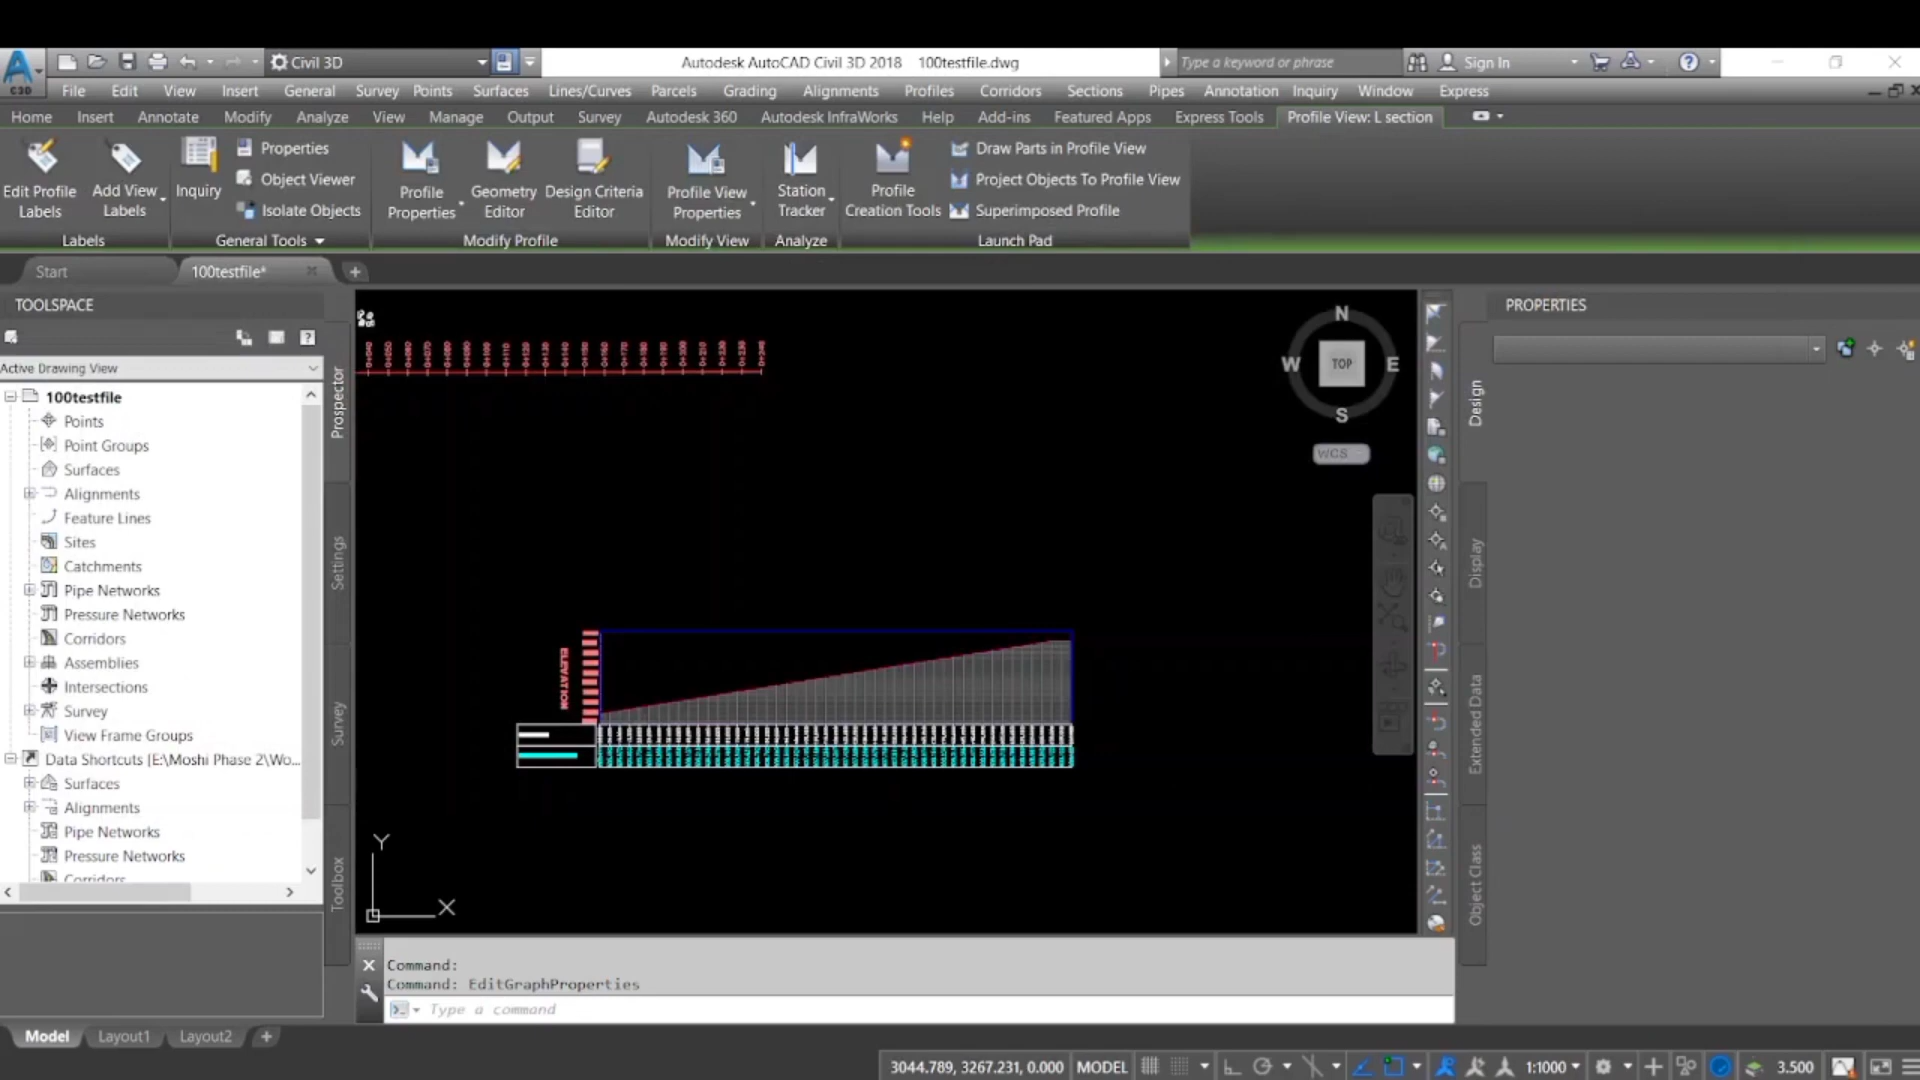 Civil 3D
Autodesk AutoCAD Civil 3D 2018 100testfile.dwg
Type a keyword or phrase
Sign In
C3D
File Edit View Insert General Survey Points Surfaces Lines/Curves Parcels Grading Alignments Profiles Corridors Sections Pipes Annotation Inquiry Window Express
Home Insert Annotate Modify Analyze View Manage Output Survey Autodesk 360 Autodesk InfraWorks Help Add-ins Featured Apps Express Tools Profile View: L section
Edit Profile Labels
Add View Labels
Inquiry
Properties
Object Viewer
Isolate Objects
Profile Properties
Geometry Editor
Design Criteria Editor
Profile View Properties
Station Tracker
Profile Creation Tools
Draw Parts in Profile View
Project Objects To Profile View
Superimposed Profile
Labels General Tools Modify Profile Modify View Analyze Launch Pad
Start 100testfile*
TOOLSPACE
PROPERTIES
Active Drawing View
100testfile
Points
Point Groups
Surfaces
Alignments
Feature Lines
Sites
Catchments
Pipe Networks
Pressure Networks
Corridors
Assemblies
Intersections
Survey
View Frame Groups
Data Shortcuts [E:\Moshi Phase 2\Wo...
Surfaces
Alignments
Pipe Networks
Pressure Networks
Corridors
Prospector
Settings
Survey
Toolbox
N
W TOP E
S
WCS
ELEVATION
Y
X
Design
Display
Extended Data
Object Class
Command:
Command: EditGraphProperties
Type a command
Model Layout1 Layout2 +
3044.789, 3267.231, 0.000 MODEL 1:1000 3.500